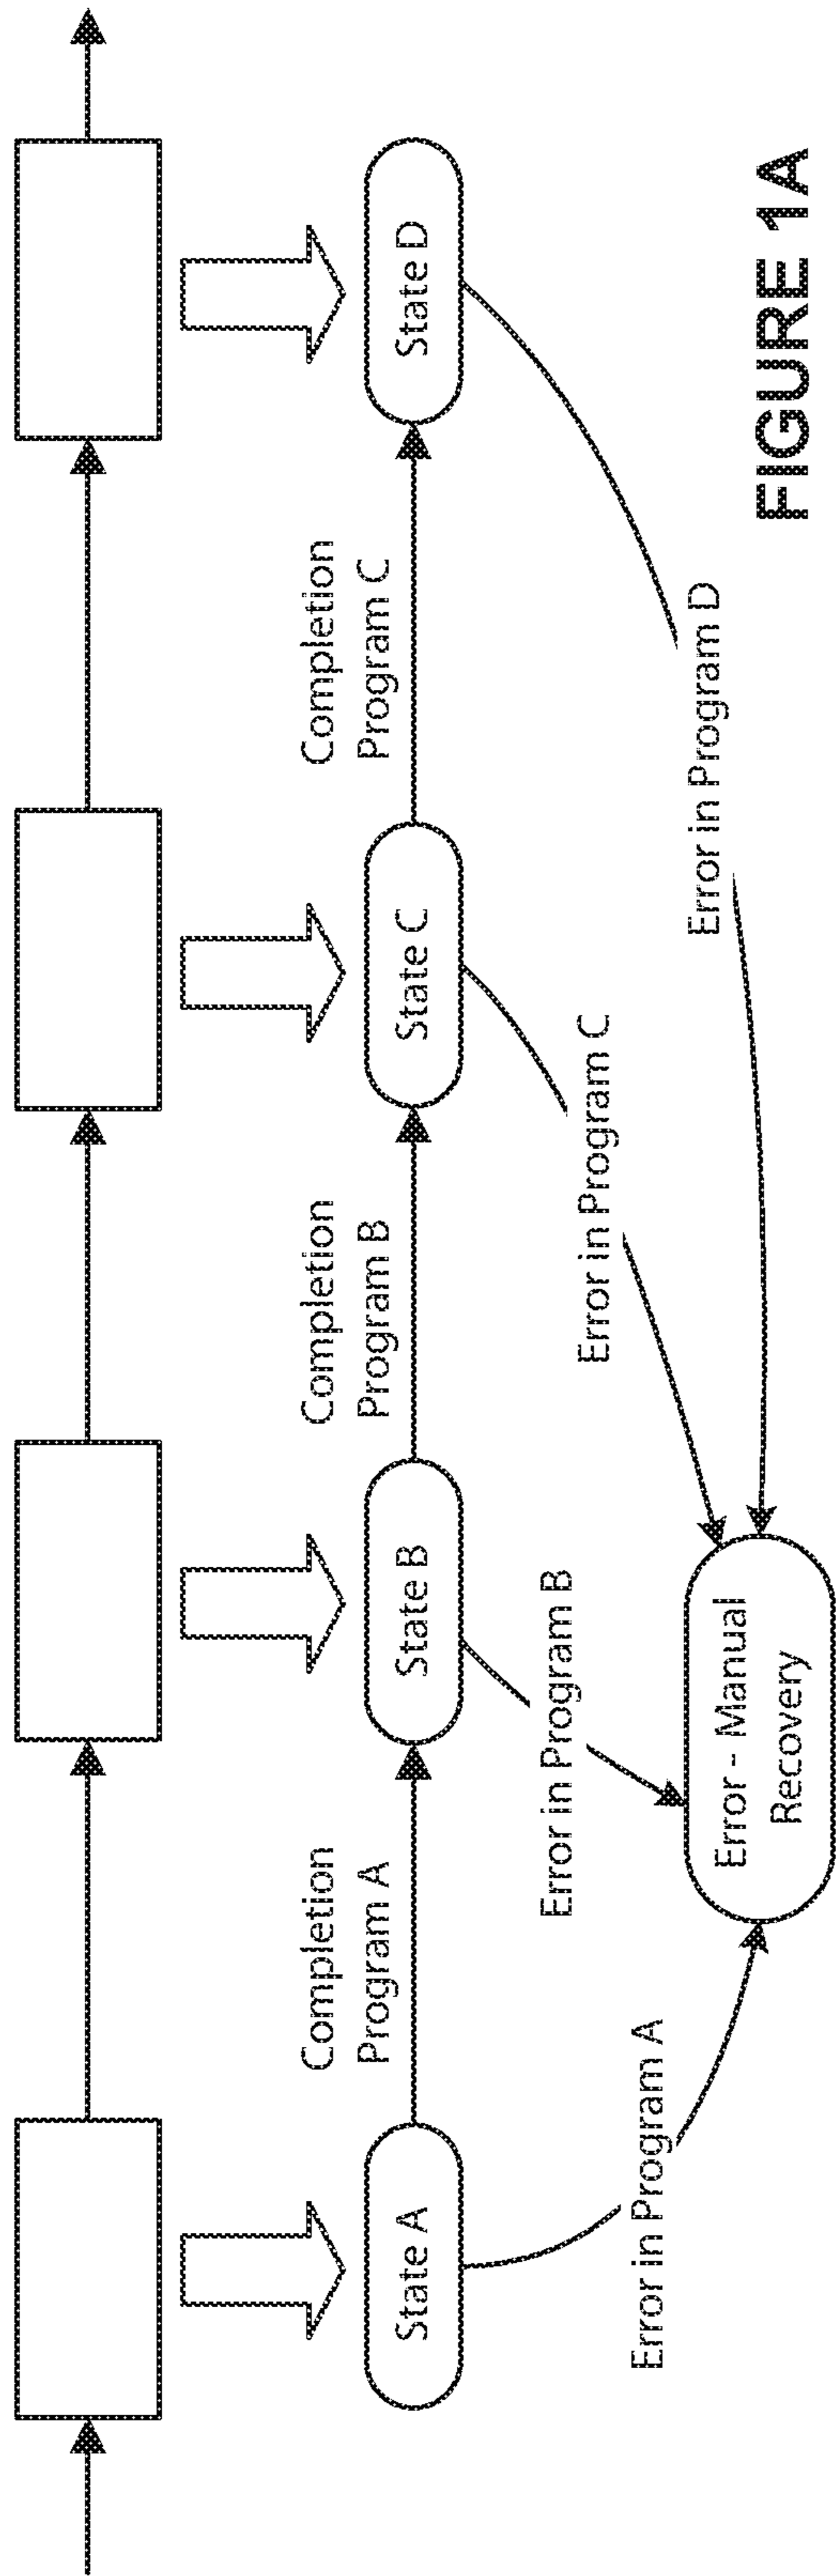 Completion
Program A
Completion
Program B
Completion
Program C
State A
State B
State C
State D
Error in Program A
Error in Program B
Error in Program C
Error in Program D
Error - Manual
Recovery
FIGURE 1A